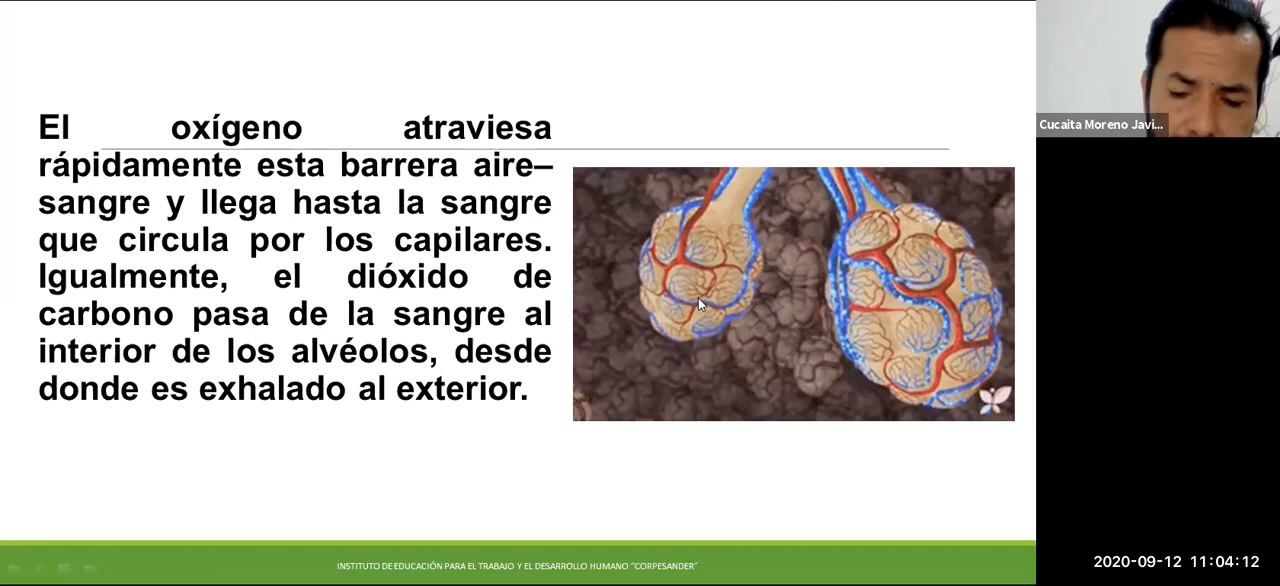 El oxígeno atraviesa
rápidamente esta barrera aire–
sangre y llega hasta la sangre
que circula por los capilares.
Igualmente, el dióxido de
carbono pasa de la sangre al
interior de los alvéolos, desde
donde es exhalado al exterior.
INSTITUTO DE EDUCACIÓN PARA EL TRABAJO Y EL DESARROLLO HUMANO "CORPESANDER"
Cucaita Moreno Javi...
2020-09-12 11:04:12